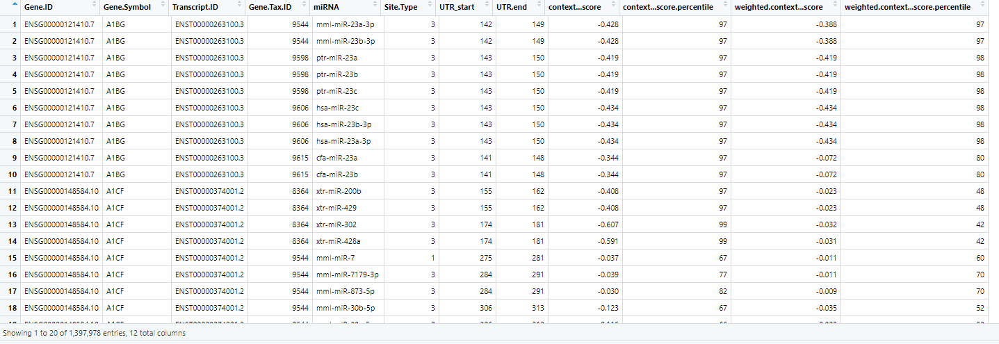 Gene.ID Gene.Symbol Transcript.ID Gene.Tax.ID miRNA Site.Type UTR_start UTR.end context...score context...score.percentile weighted.context...score weighted.context...score.percentile
1 ENSG00000121410.7 A1BG ENST00000263100.3 9544 mml-miR-23a-3p 3 142 149 -0.428 97 -0.388 97
2 ENSG00000121410.7 A1BG ENST00000263100.3 9544 mml-miR-23b-3p 3 142 149 -0.428 97 -0.388 97
3 ENSG00000121410.7 A1BG ENST00000263100.3 9598 ptr-miR-23a 3 143 150 -0.419 97 -0.419 98
4 ENSG00000121410.7 A1BG ENST00000263100.3 9598 ptr-miR-23b 3 143 150 -0.419 97 -0.419 98
5 ENSG00000121410.7 A1BG ENST00000263100.3 9598 ptr-miR-23c 3 143 150 -0.419 97 -0.419 98
6 ENSG00000121410.7 A1BG ENST00000263100.3 9606 hsa-miR-23c 3 143 150 -0.434 97 -0.434 98
7 ENSG00000121410.7 A1BG ENST00000263100.3 9606 hsa-miR-23b-3p 3 143 150 -0.434 97 -0.434 98
8 ENSG00000121410.7 A1BG ENST00000263100.3 9606 hsa-miR-23a-3p 3 143 150 -0.434 97 -0.434 98
9 ENSG00000121410.7 A1BG ENST00000263100.3 9615 cfa-miR-23a 3 141 148 -0.344 97 -0.072 80
10 ENSG00000121410.7 A1BG ENST00000263100.3 9615 cfa-miR-23b 3 141 148 -0.344 97 -0.072 80
11 ENSG00000148584.10 A1CF ENST00000374001.2 8364 xtr-miR-200b 3 155 162 -0.408 97 -0.023 48
12 ENSG00000148584.10 A1CF ENST00000374001.2 8364 xtr-miR-429 3 155 162 -0.408 97 -0.023 48
13 ENSG00000148584.10 A1CF ENST00000374001.2 8364 xtr-miR-302 3 174 181 -0.607 99 -0.032 42
14 ENSG00000148584.10 A1CF ENST00000374001.2 8364 xtr-miR-428a 3 174 181 -0.591 99 -0.031 42
15 ENSG00000148584.10 A1CF ENST00000374001.2 9544 mml-miR-7 1 275 281 -0.037 67 -0.011 60
16 ENSG00000148584.10 A1CF ENST00000374001.2 9544 mml-miR-7179-3p 3 284 291 -0.039 77 -0.011 70
17 ENSG00000148584.10 A1CF ENST00000374001.2 9544 mml-miR-873-5p 3 284 291 -0.030 82 -0.009 70
18 ENSG00000148584.10 A1CF ENST00000374001.2 9544 mml-miR-30b-5p 3 306 313 -0.123 67 -0.035 52
Showing 1 to 20 of 1,397,978 entries, 12 total columns